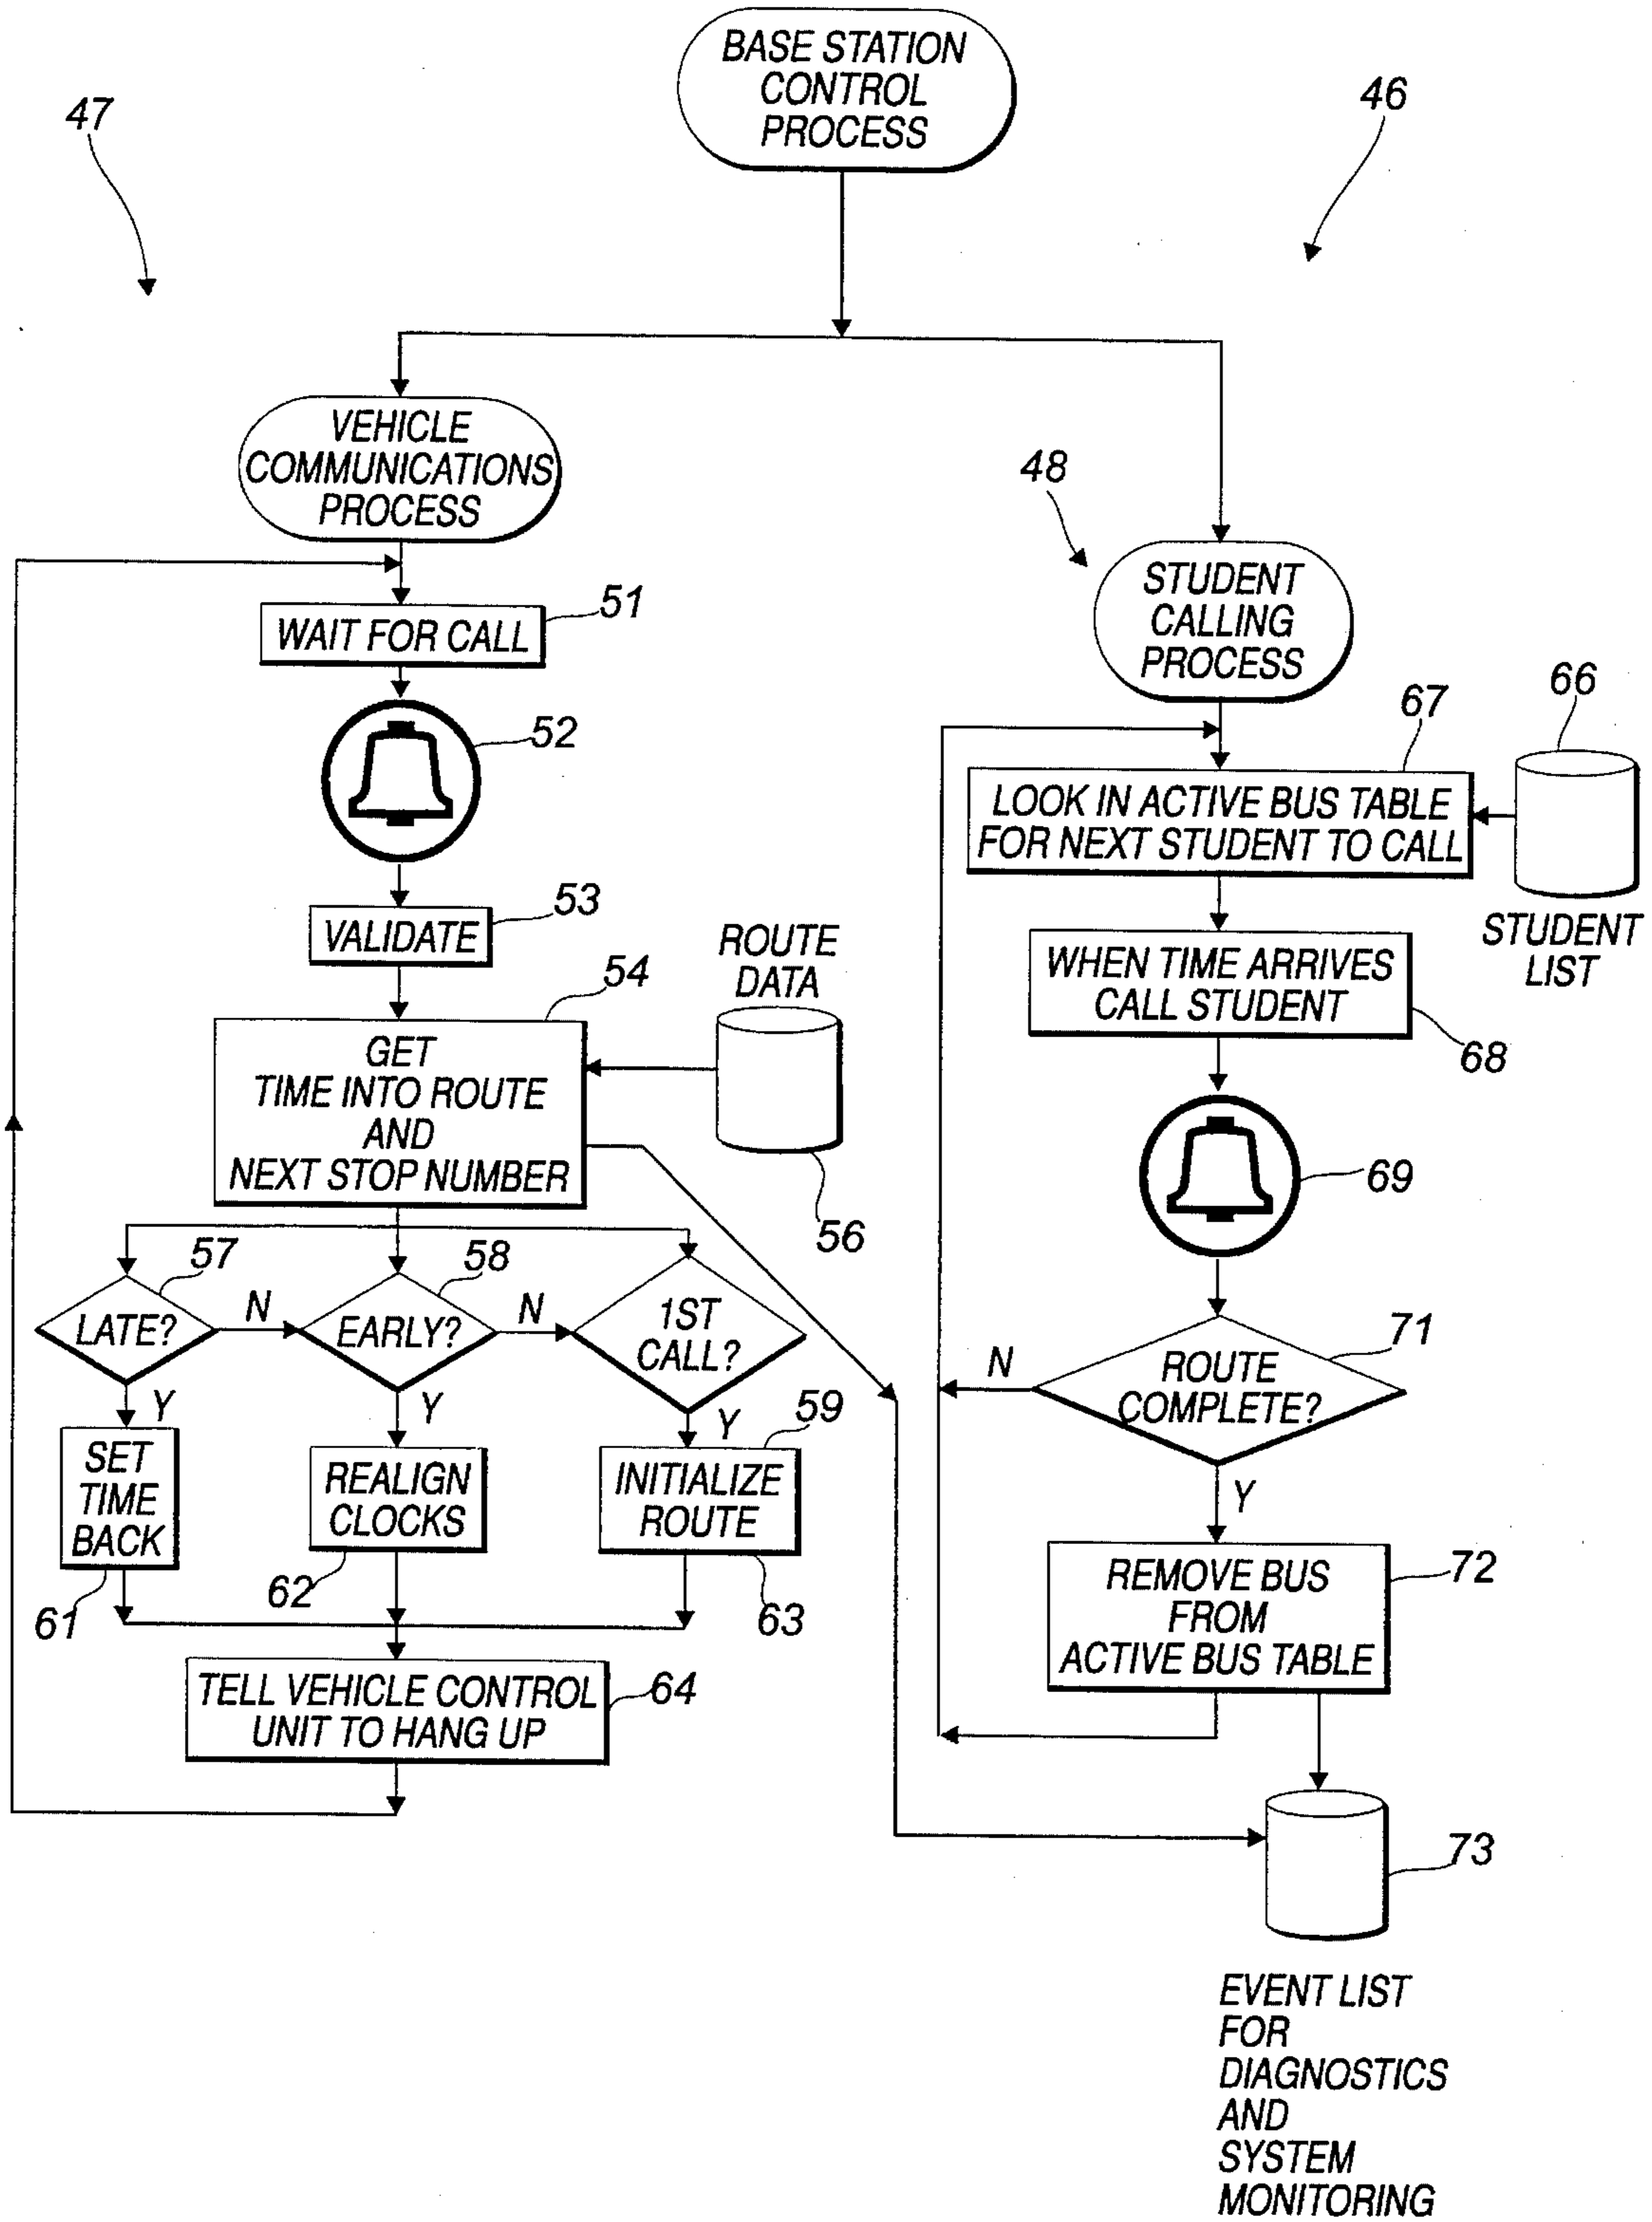 BASE STATION
CONTROL
PROCESS
47
46
VEHICLE
COMMUNICATIONS
PROCESS
48
STUDENT
CALLING
PROCESS
51
WAIT FOR CALL
52
66
67
LOOK IN ACTIVE BUS TABLE
FOR NEXT STUDENT TO CALL
STUDENT
LIST
53
VALIDATE
ROUTE
DATA
WHEN TIME ARRIVES
CALL STUDENT
68
54
GET
TIME INTO ROUTE
AND
NEXT STOP NUMBER
56
69
57
58
LATE?
N
EARLY?
N
1ST
CALL?
71
N
ROUTE
COMPLETE?
Y
Y
Y
59
Y
SET
TIME
BACK
REALIGN
CLOCKS
INITIALIZE
ROUTE
61
62
63
72
REMOVE BUS
FROM
ACTIVE BUS TABLE
TELL VEHICLE CONTROL
UNIT TO HANG UP
64
73
EVENT LIST
FOR
DIAGNOSTICS
AND
SYSTEM
MONITORING